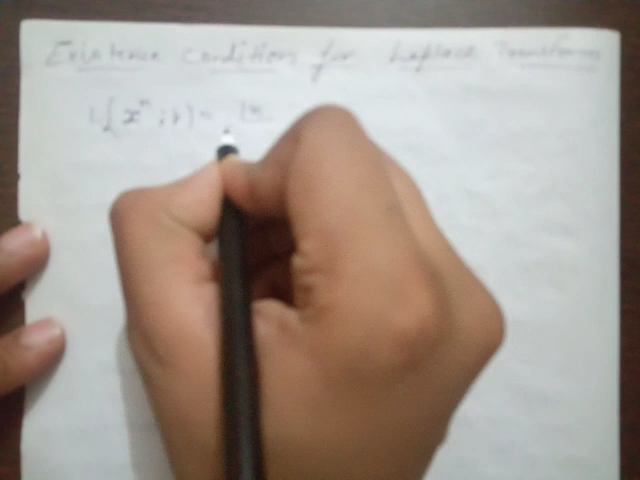 Existence conditions for Laplace Transforms
L{x^n ; s} = |n